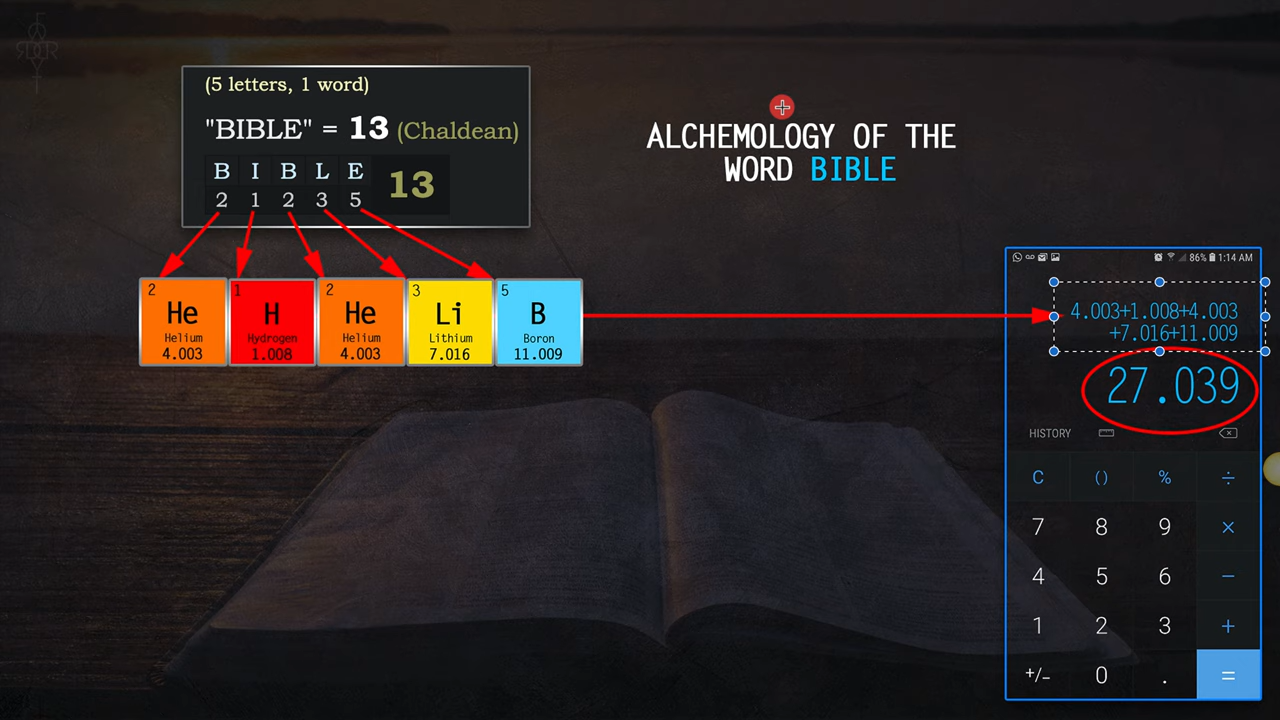 (5 letters, 1 word)
"BIBLE" = 13 (Chaldean)
B I B L E 13
2 1 2 3 5
ALCHEMOLOGY OF THE
WORD BIBLE
2
He
Helium
4.003
1
H
Hydrogen
1.008
2
He
Helium
4.003
3
Li
Lithium
7.016
5
B
Boron
11.009
86% 1:14 AM
4.003+1.008+4.003
+7.016+11.009
27.039
HISTORY
C () % ÷
7 8 9 ×
4 5 6 −
1 2 3 +
+/− 0 . =